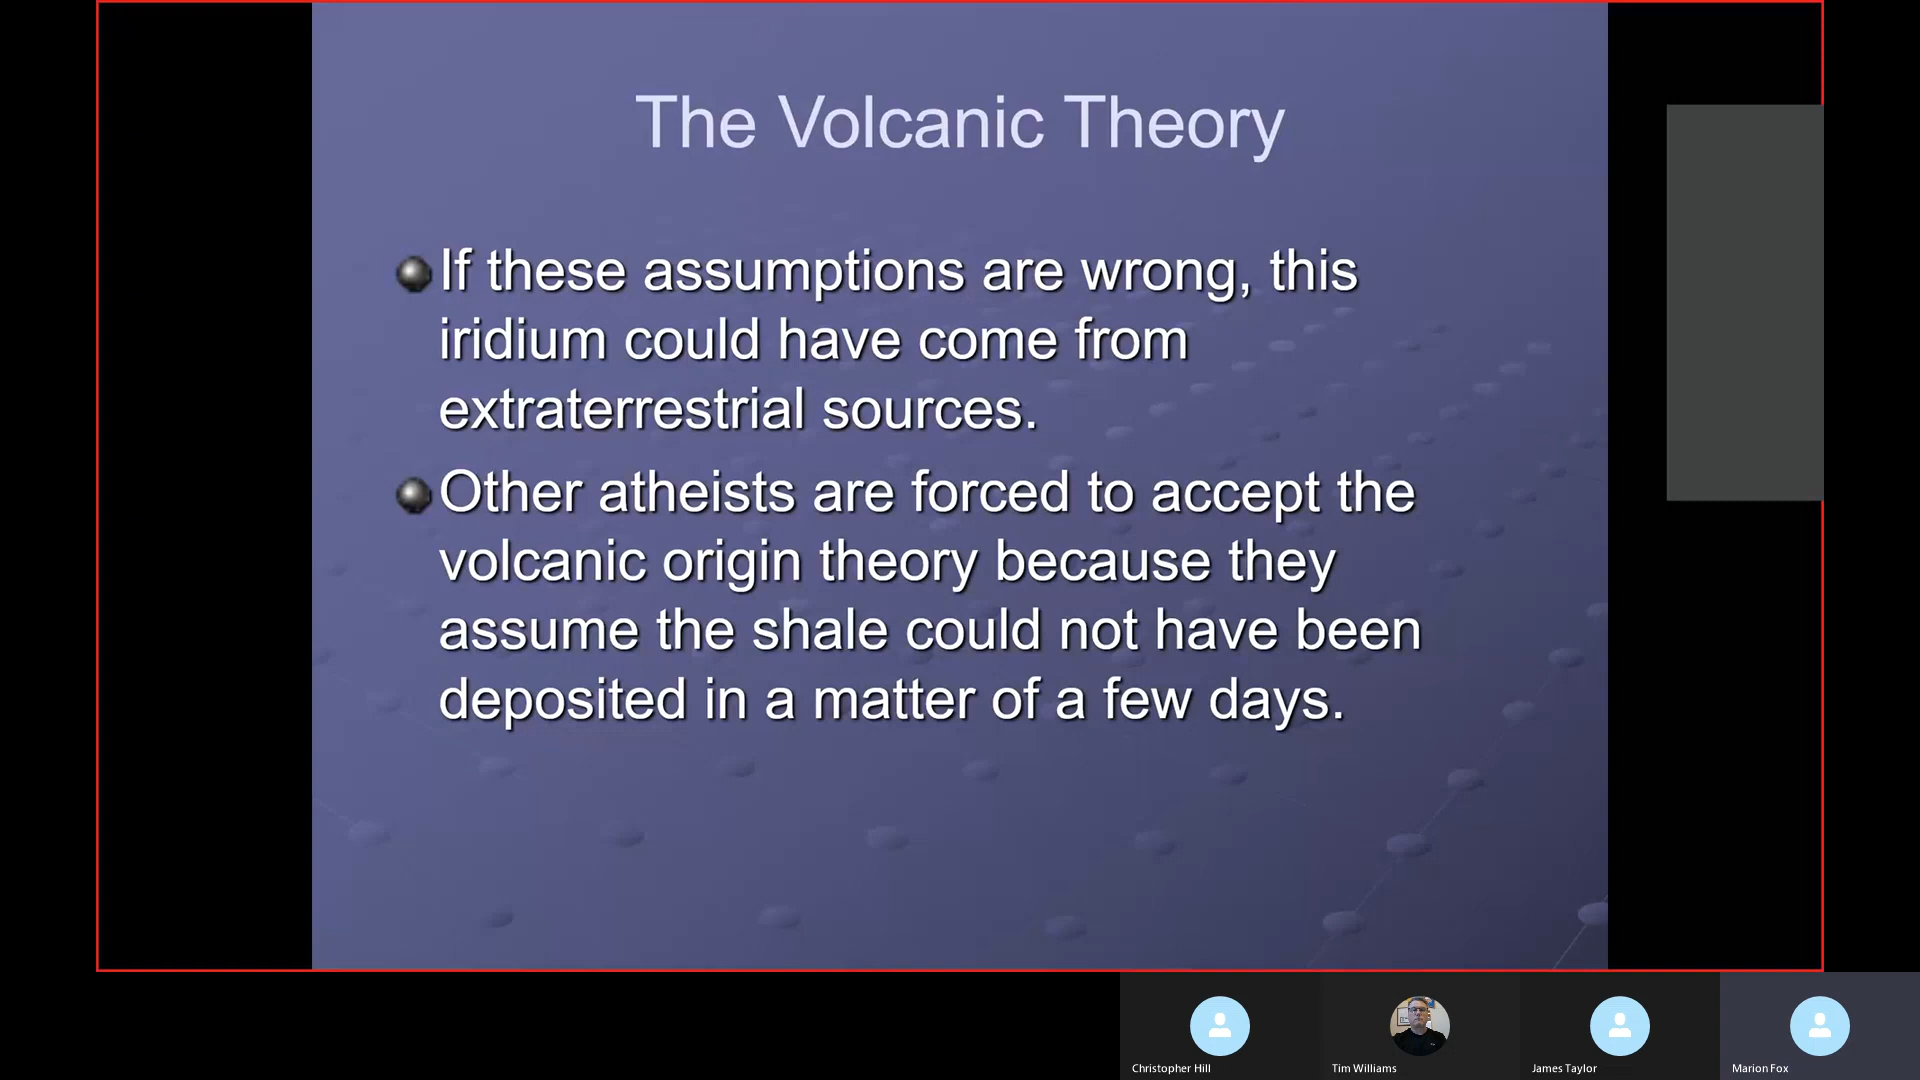 The Volcanic Theory
If these assumptions are wrong, this
iridium could have come from
extraterrestrial sources.
Other atheists are forced to accept the
volcanic origin theory because they
assume the shale could not have been
deposited in a matter of a few days.
Christopher Hill
Tim Williams
James Taylor
Marion Fox